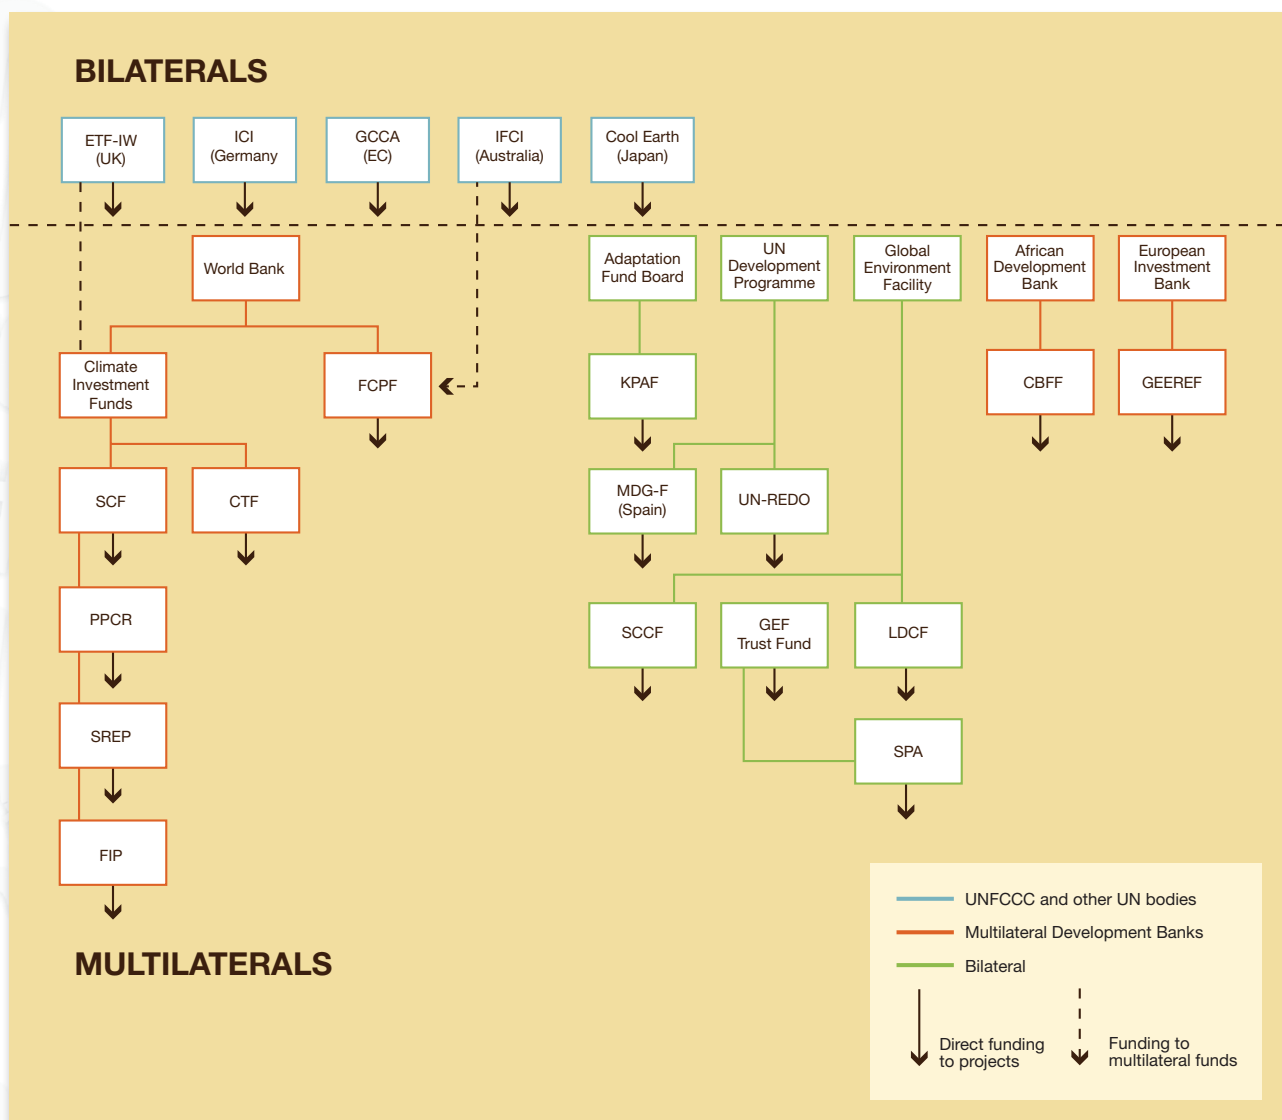 BILATERALS
ETF-IW
(UK)
ICI
(Germany
GCCA
(EC)
IFCI
(Australia)
Cool Earth
(Japan)
World Bank
Adaptation
Fund Board
UN
Development
Programme
Global
Environment
Facility
African
Development
Bank
European
Investment
Bank
Climate
Investment
Funds
FCPF
KPAF
CBFF
GEEREF
SCF
CTF
MDG-F
(Spain)
UN-REDO
PPCR
SCCF
GEF
Trust Fund
LDCF
SREP
SPA
FIP
MULTILATERALS
UNFCCC and other UN bodies
Multilateral Development Banks
Bilateral
Direct funding
to projects
Funding to
multilateral funds